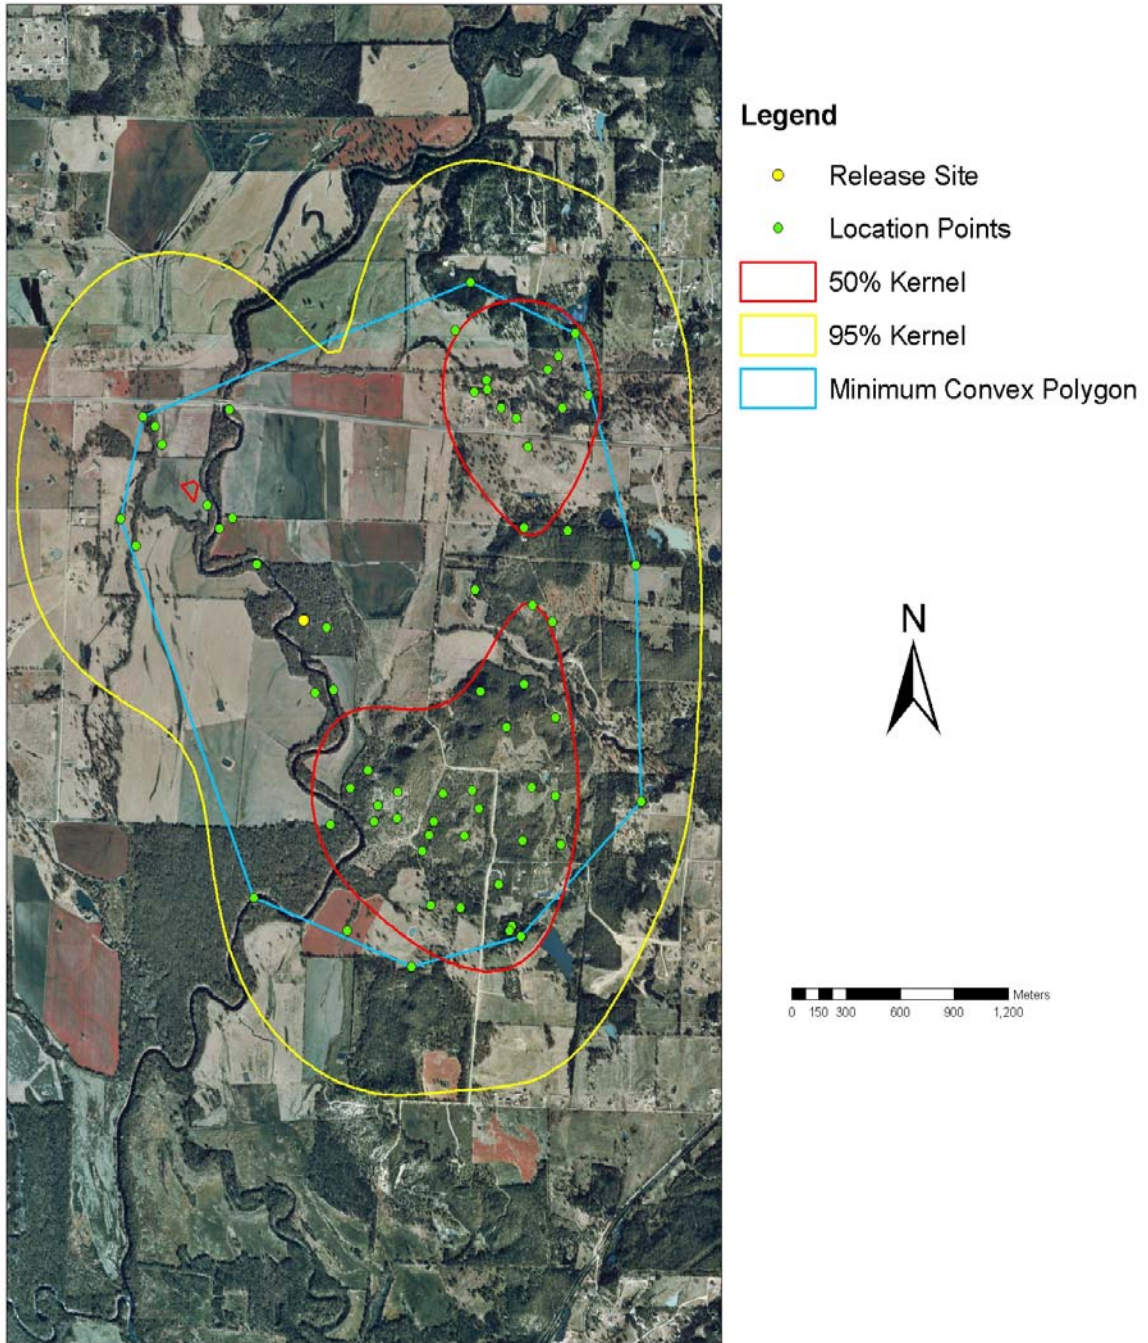 Legend
Release Site
Location Points
50% Kernel
95% Kernel
Minimum Convex Polygon
N
Meters
0 150 300 600 900 1,200